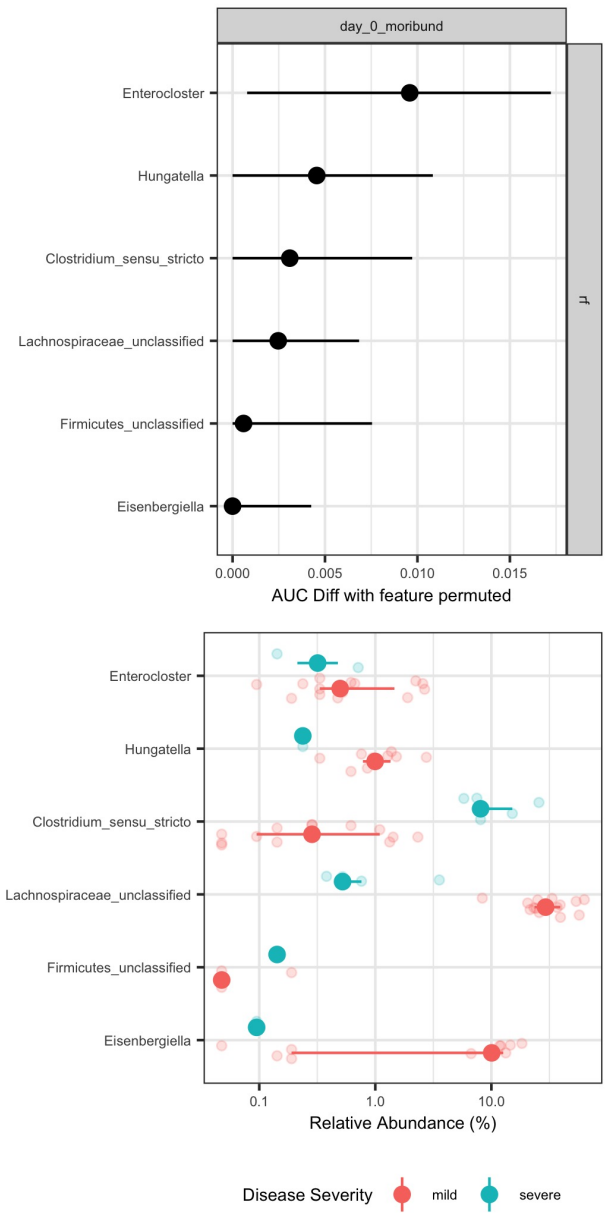 day_0_moribund
Enterocloster
Hungatella
Clostridium_sensu_stricto
Lachnospiraceae_unclassified
Firmicutes_unclassified
Eisenbergiella
rf
0.000 0.005 0.010 0.015
AUC Diff with feature permuted
Enterocloster
Hungatella
Clostridium_sensu_stricto
Lachnospiraceae_unclassified
Firmicutes_unclassified
Eisenbergiella
0.1 1.0 10.0
Relative Abundance (%)
Disease Severity mild severe